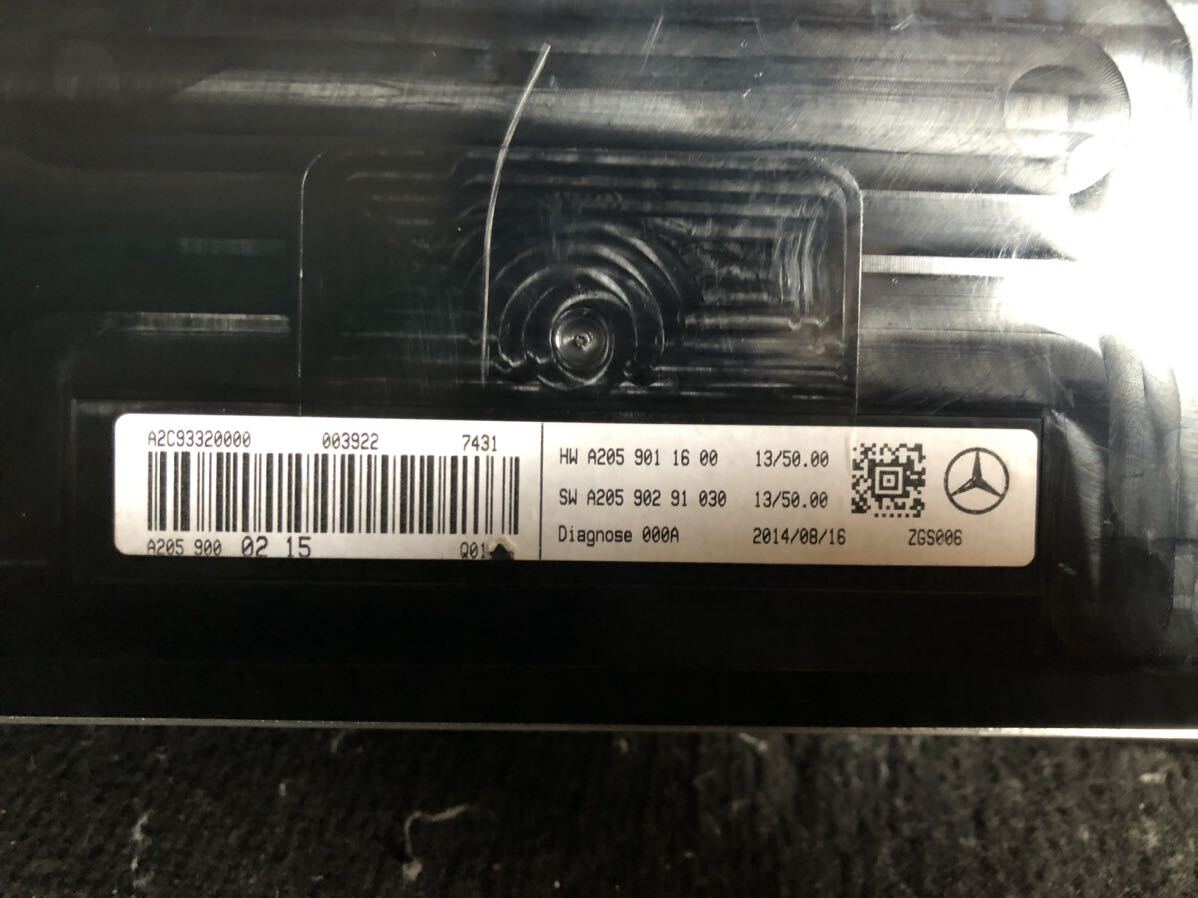 A2C93320000 003922 7431
A205 900 02 15
HW A205 901 16 00 13/50.00
SW A205 902 91 030 13/50.00
Diagnose 000A 2014/08/16 ZGS006